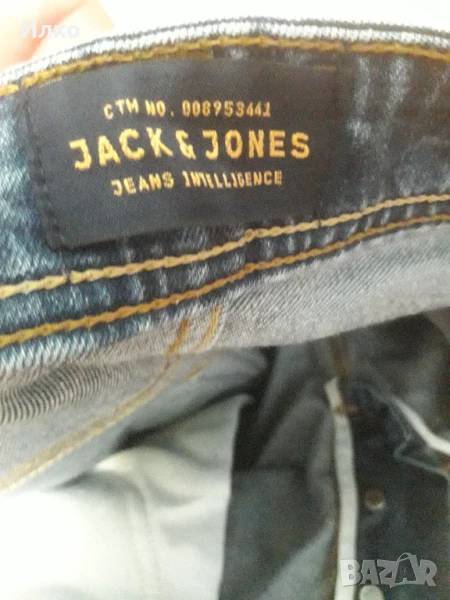 Илко
CTM NO. 008953441
JACK & JONES
JEANS INTELLIGENCE
BAZAR